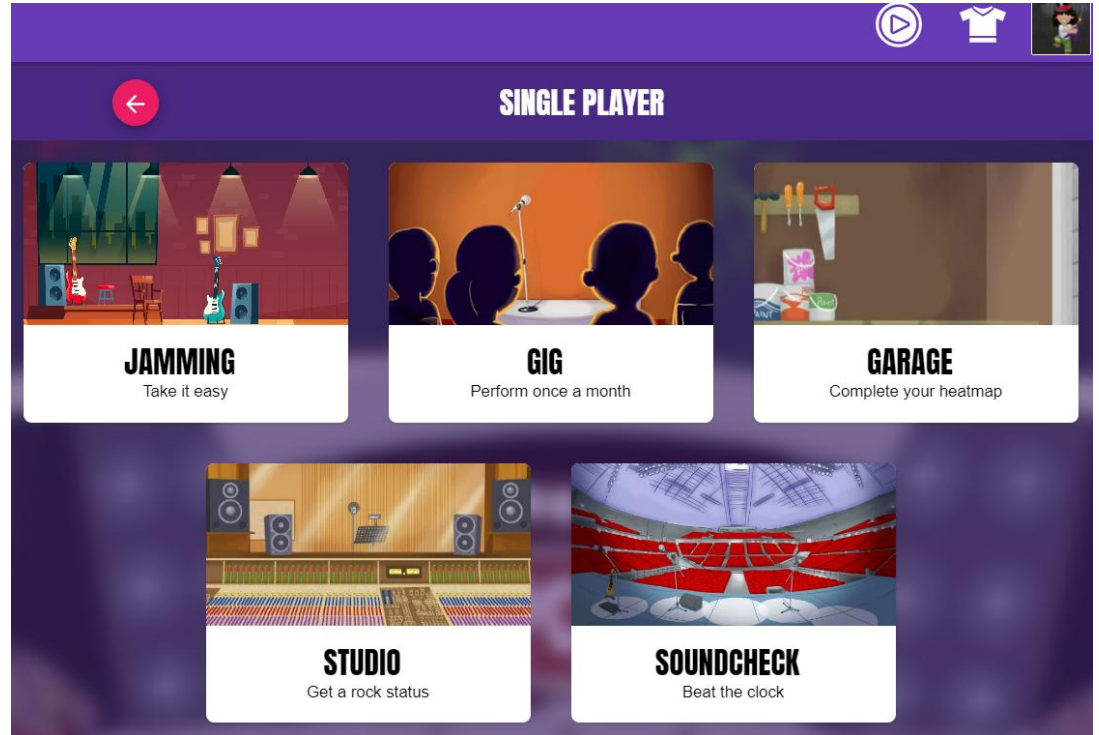 SINGLE PLAYER
JAMMING
Take it easy
GIG
Perform once a month
GARAGE
Complete your heatmap
STUDIO
Get a rock status
SOUNDCHECK
Beat the clock